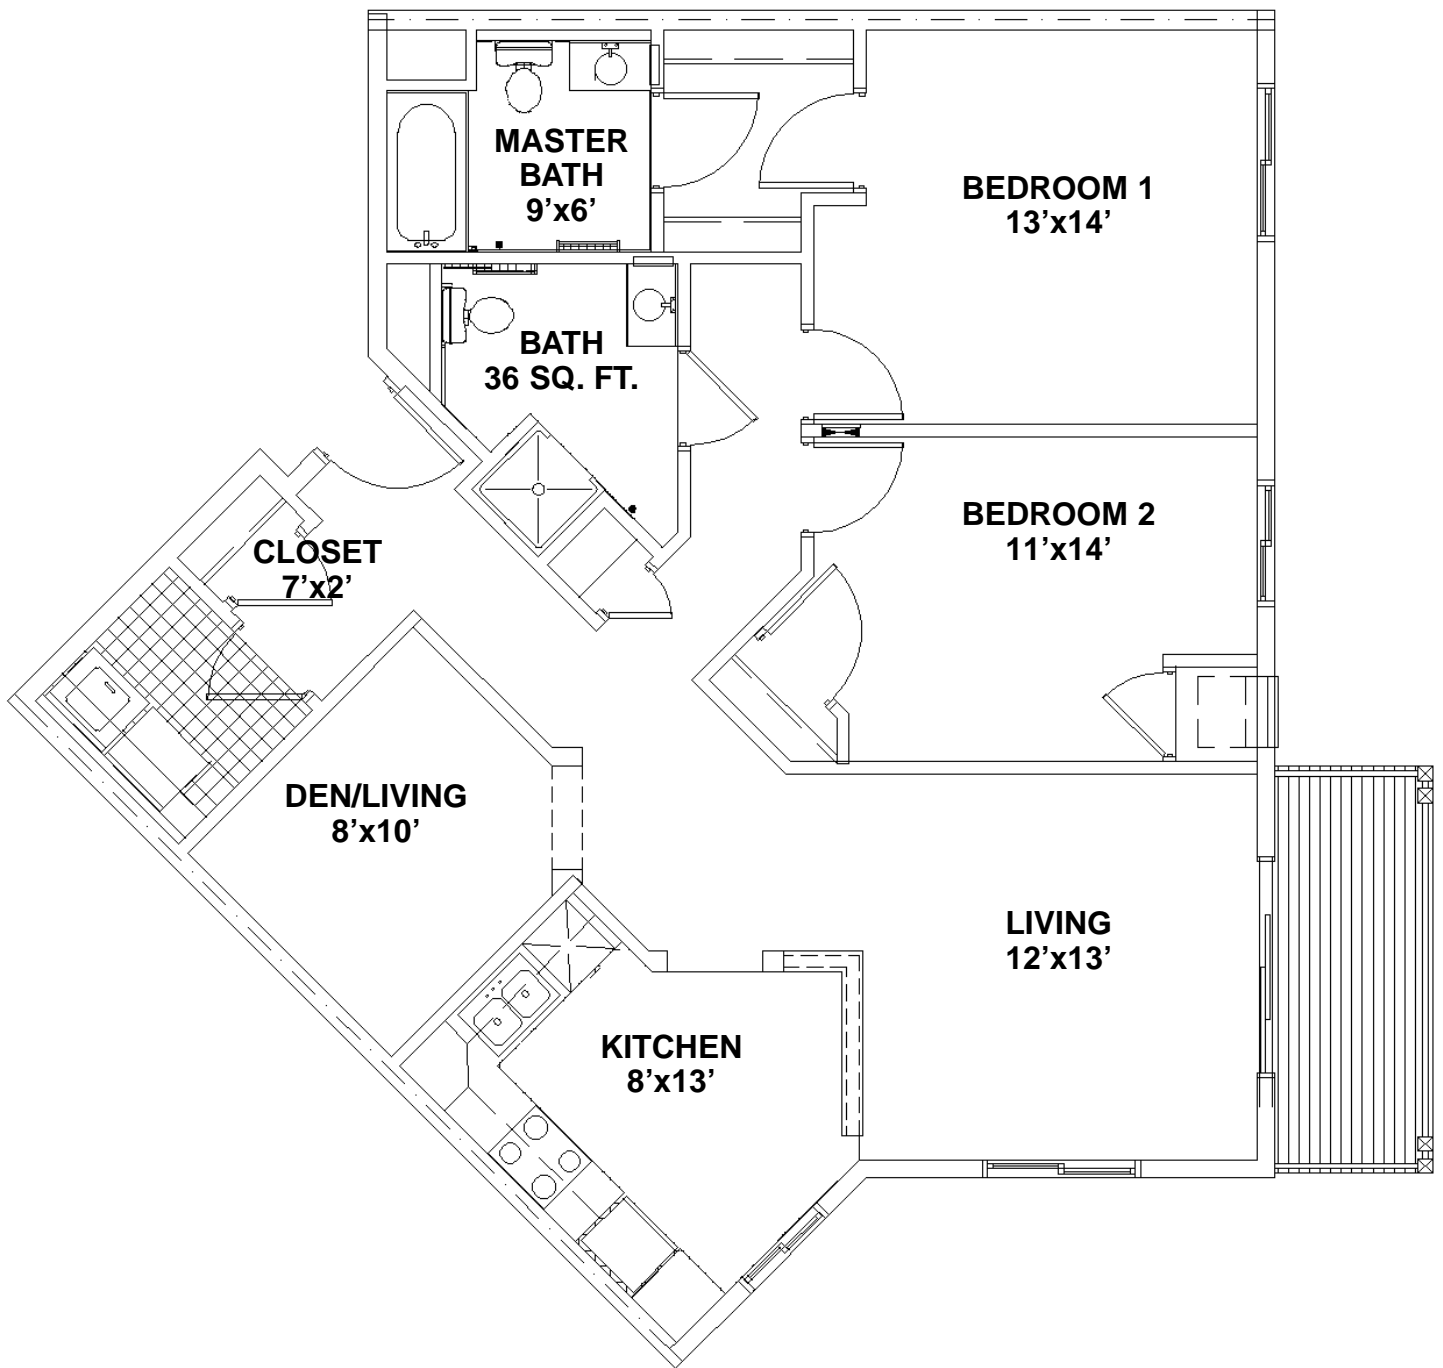 MASTER
BATH
9’x6’
BEDROOM 1
13’x14’
BATH
36 SQ. FT.
BEDROOM 2
11’x14’
CLOSET
7’x2’
DEN/LIVING
8’x10’
LIVING
12’x13’
KITCHEN
8’x13’